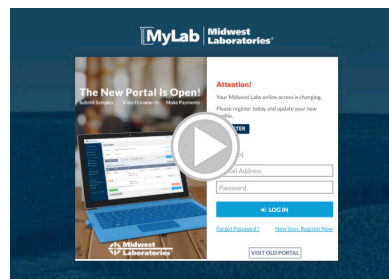 MyLab Midwest
Laboratories®
The New Portal Is Open!
Submit Samples View Documents Make Payments
Attention!
Your Midwest Labs online access is changing.
Please register today and update your new
profile.
Email Address
Password
LOG IN
Forgot Password? New User, Register Now
VISIT OLD PORTAL
Midwest
Laboratories®